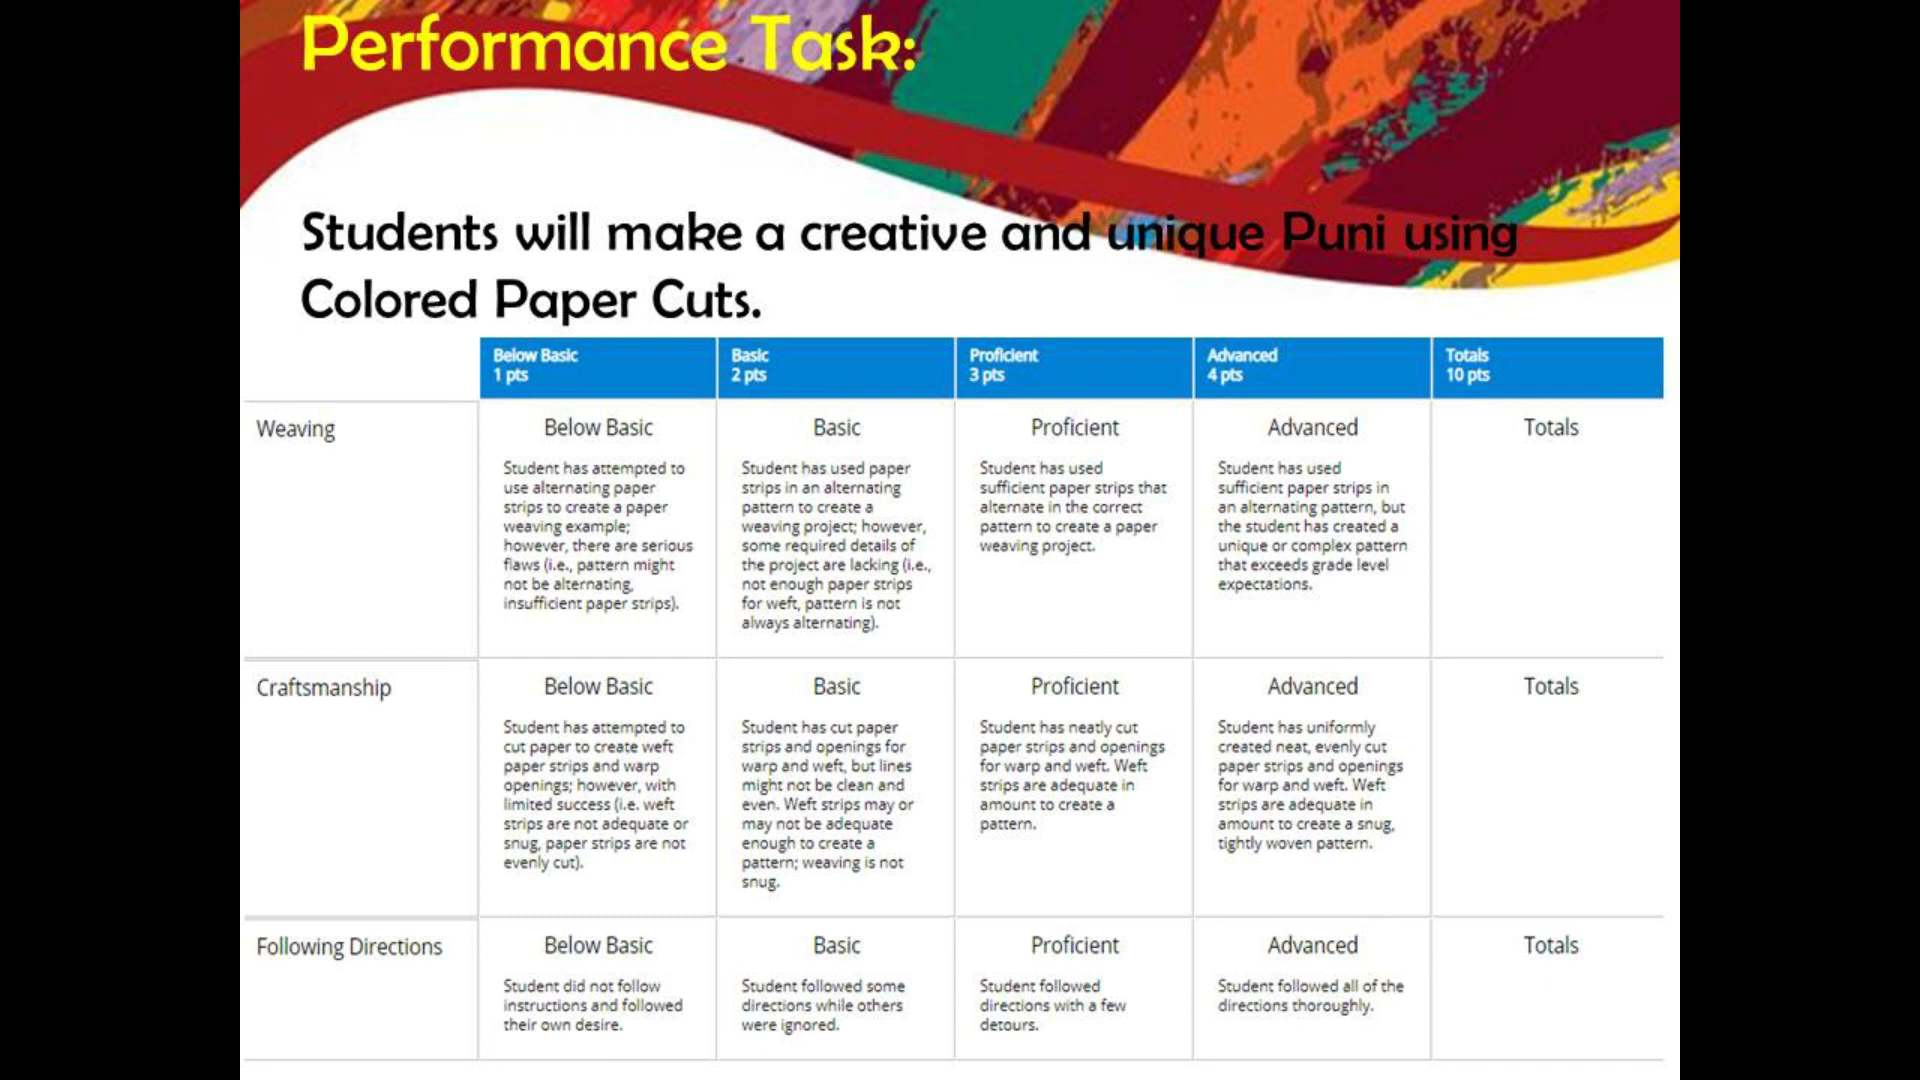 Performance Task:
Students will make a creative and unique Puni using
Colored Paper Cuts.
Below Basic
1 pts
Basic
2 pts
Proficient
3 pts
Advanced
4 pts
Totals
10 pts
Weaving
Below Basic
Student has attempted to
use alternating paper
strips to create a paper
weaving example;
however, there are serious
flaws (i.e., pattern might
not be alternating,
insufficient paper strips).
Basic
Student has used paper
strips in an alternating
pattern to create a
weaving project; however,
some required details of
the project are lacking (i.e.,
not enough paper strips
for weft, pattern is not
always alternating).
Proficient
Student has used
sufficient paper strips that
alternate in the correct
pattern to create a paper
weaving project.
Advanced
Student has used
sufficient paper strips in
an alternating pattern, but
the student has created a
unique or complex pattern
that exceeds grade level
expectations.
Totals
Craftsmanship
Below Basic
Student has attempted to
cut paper to create weft
paper strips and warp
openings; however, with
limited success (i.e. weft
strips are not adequate or
snug, paper strips are not
evenly cut).
Basic
Student has cut paper
strips and openings for
warp and weft, but lines
might not be clean and
even. Weft strips may or
may not be adequate
enough to create a
pattern; weaving is not
snug.
Proficient
Student has neatly cut
paper strips and openings
for warp and weft. Weft
strips are adequate in
amount to create a
pattern.
Advanced
Student has uniformly
created neat, evenly cut
paper strips and openings
for warp and weft. Weft
strips are adequate in
amount to create a snug,
tightly woven pattern.
Totals
Following Directions
Below Basic
Student did not follow
instructions and followed
their own desire.
Basic
Student followed some
directions while others
were ignored.
Proficient
Student followed
directions with a few
detours.
Advanced
Student followed all of the
directions thoroughly.
Totals